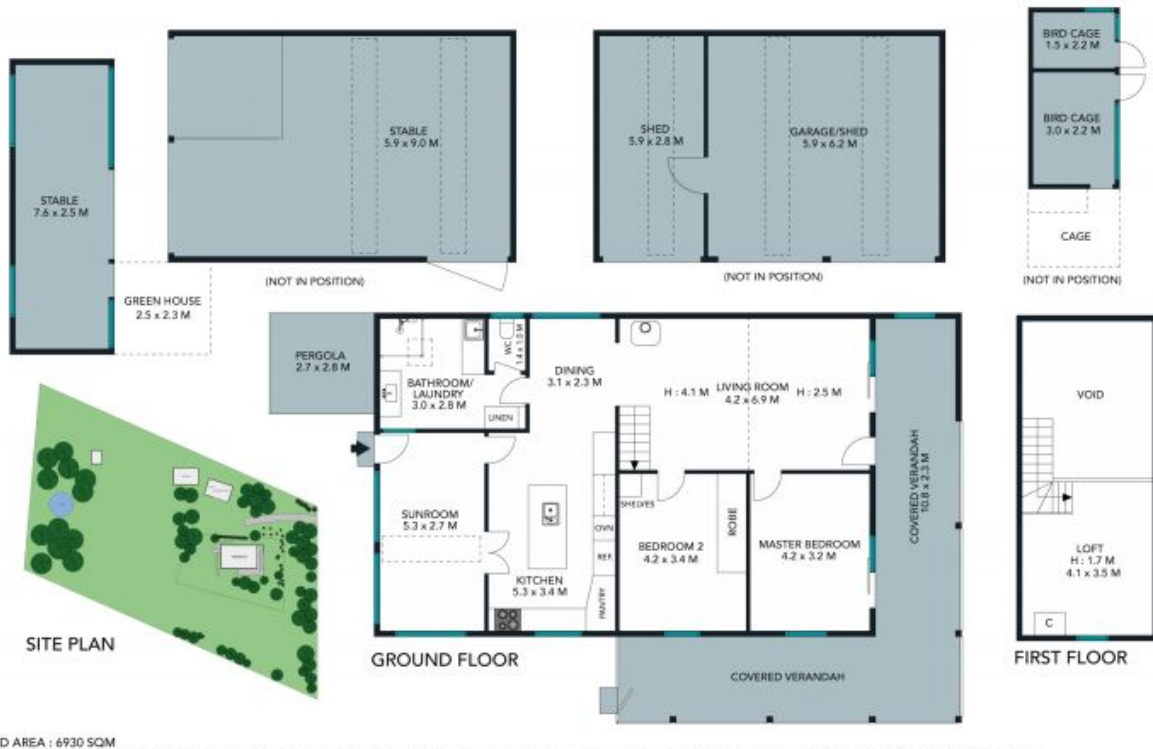 BIRD CAGE
1.5 x 2.2 M
BIRD CAGE
3.0 x 2.2 M
CAGE
(NOT IN POSITION)
STABLE
5.9 x 9.0 M
(NOT IN POSITION)
SHED
5.9 x 2.8 M
GARAGE/SHED
5.9 x 6.2 M
(NOT IN POSITION)
STABLE
7.6 x 2.5 M
GREEN HOUSE
2.5 x 2.3 M
PERGOLA
2.7 x 2.8 M
BATHROOM/
LAUNDRY
3.0 x 2.8 M
WC
1.4 x 1.0 M
LINEN
DINING
3.1 x 2.3 M
H : 4.1 M
LIVING ROOM
4.2 x 6.9 M
H : 2.5 M
COVERED VERANDAH
10.8 x 2.3 M
SUNROOM
5.3 x 2.7 M
KITCHEN
5.3 x 3.4 M
OVN
REF.
PANTRY
SHELVES
BEDROOM 2
4.2 x 3.4 M
ROBE
MASTER BEDROOM
4.2 x 3.2 M
COVERED VERANDAH
VOID
LOFT
H : 1.7 M
4.1 x 3.5 M
C
FIRST FLOOR
GROUND FLOOR
SITE PLAN
D AREA : 6930 SQM